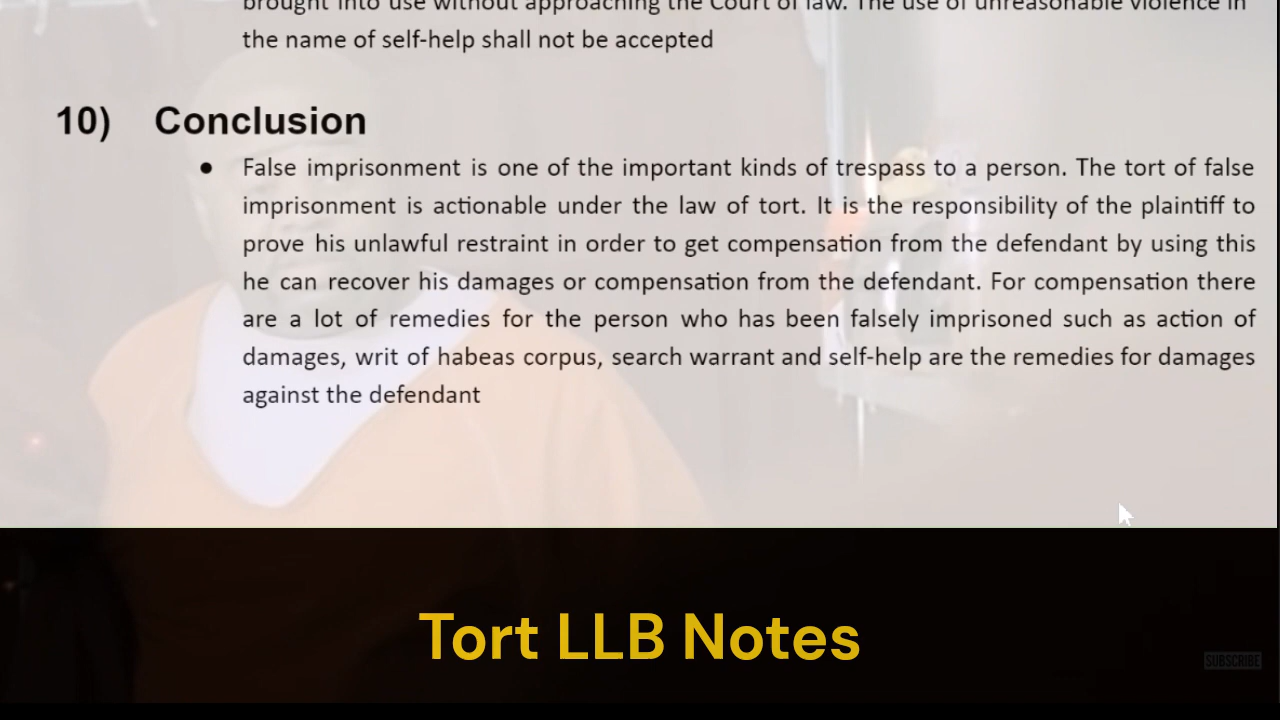 brought into use without approaching the Court of law. The use of unreasonable violence in
the name of self-help shall not be accepted
10) Conclusion
● False imprisonment is one of the important kinds of trespass to a person. The tort of false
imprisonment is actionable under the law of tort. It is the responsibility of the plaintiff to
prove his unlawful restraint in order to get compensation from the defendant by using this
he can recover his damages or compensation from the defendant. For compensation there
are a lot of remedies for the person who has been falsely imprisoned such as action of
damages, writ of habeas corpus, search warrant and self-help are the remedies for damages
against the defendant
Tort LLB Notes
SUBSCRIBE